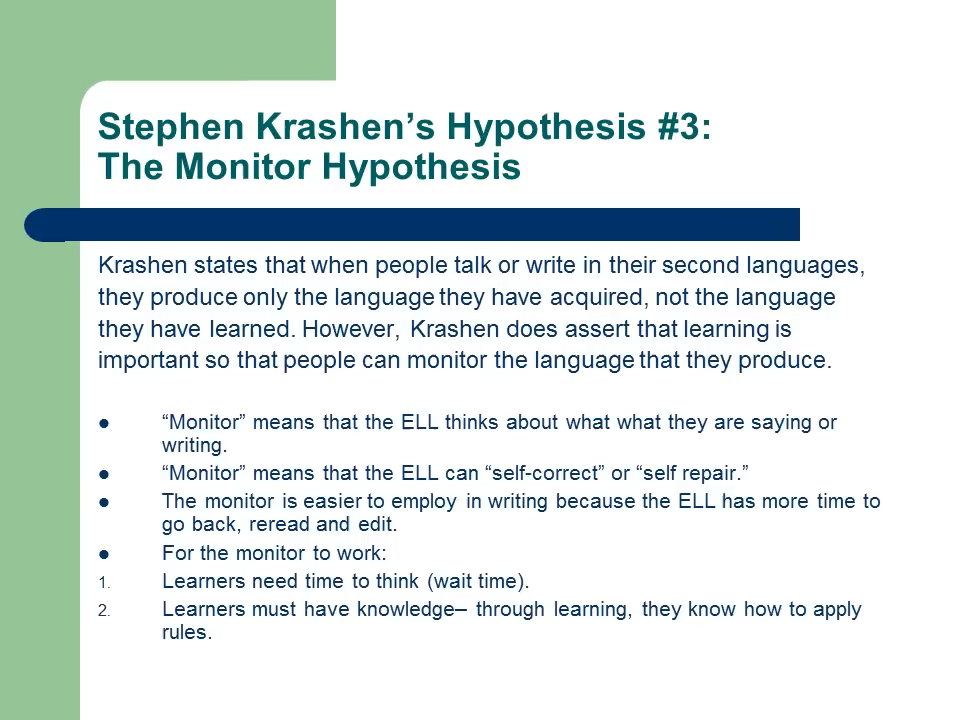 Stephen Krashen’s Hypothesis #3:
The Monitor Hypothesis
Krashen states that when people talk or write in their second languages,
they produce only the language they have acquired, not the language
they have learned. However, Krashen does assert that learning is
important so that people can monitor the language that they produce.
● “Monitor” means that the ELL thinks about what what they are saying or
writing.
● “Monitor” means that the ELL can “self-correct” or “self repair.”
● The monitor is easier to employ in writing because the ELL has more time to
go back, reread and edit.
● For the monitor to work:
1. Learners need time to think (wait time).
2. Learners must have knowledge– through learning, they know how to apply
rules.